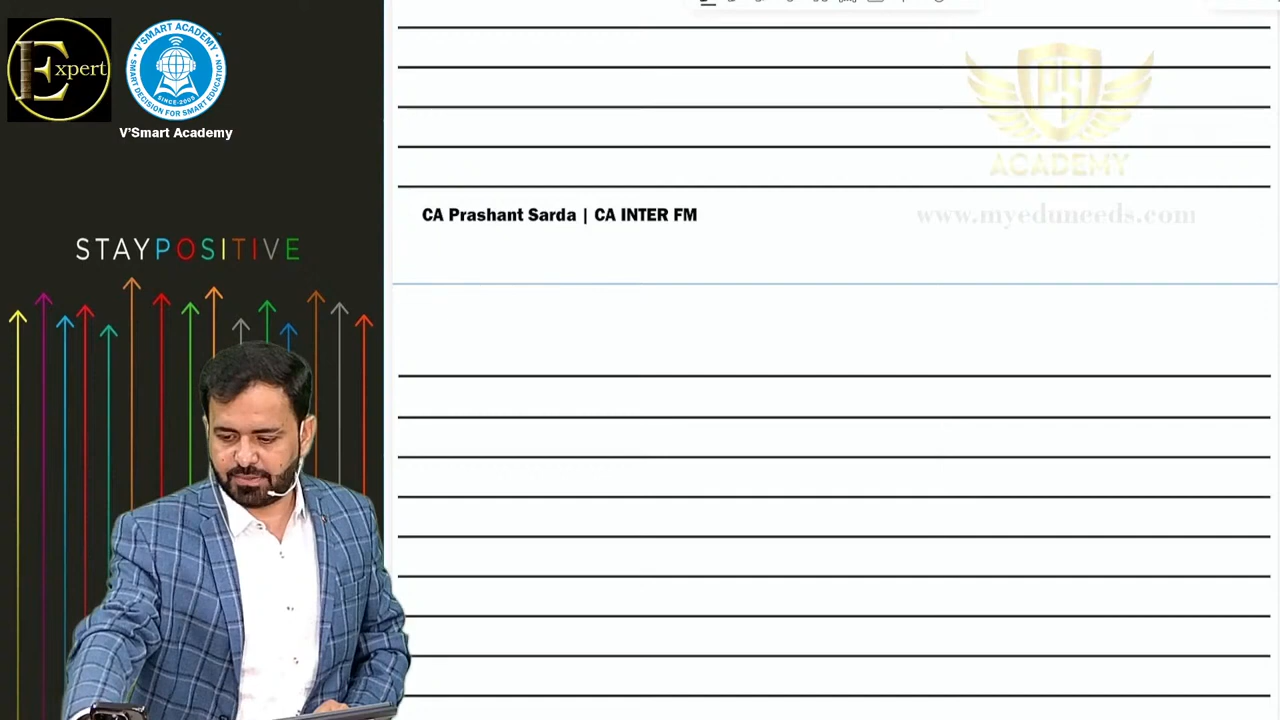 Expert
V'SMART ACADEMY
SMART DECISION FOR SMART EDUCATION
SINCE-2005
V'Smart Academy
STAYPOSITIVE
ACADEMY
CA Prashant Sarda | CA INTER FM
www.myeduneeds.com